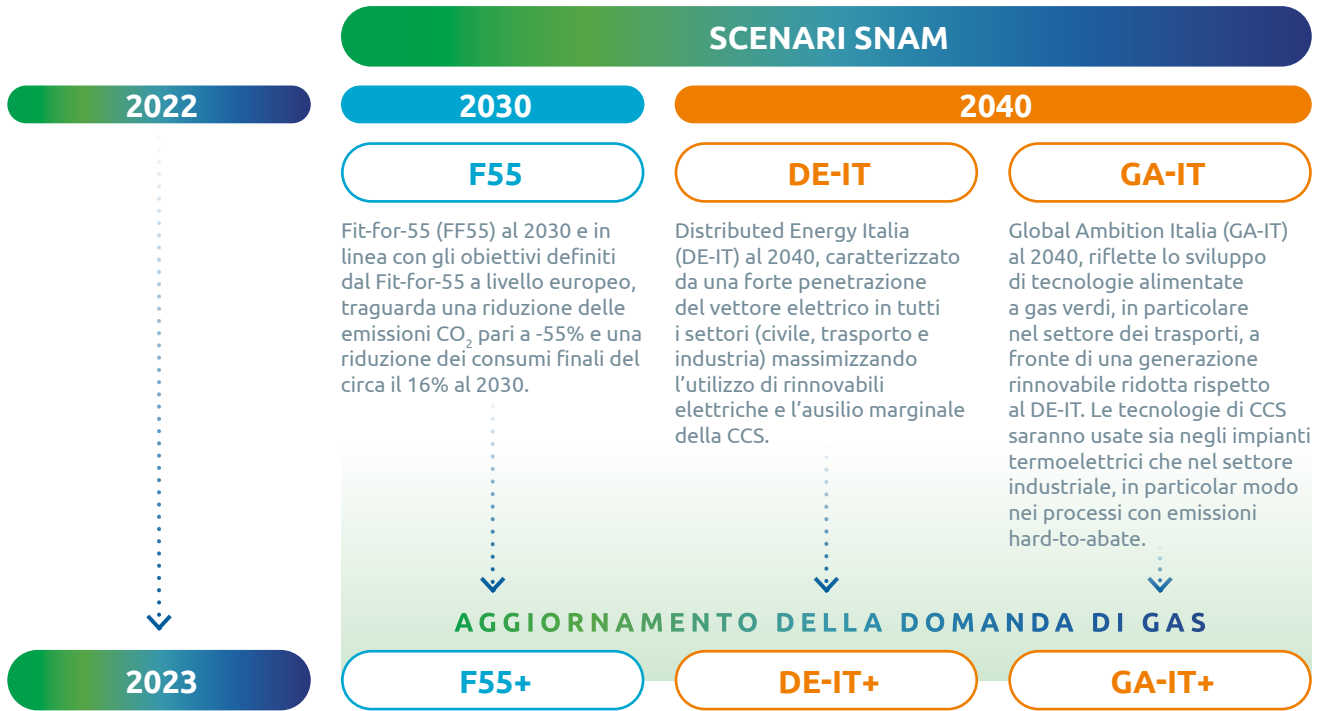 SCENARI SNAM
2022
2030
2040
F55
DE-IT
GA-IT
Fit-for-55 (FF55) al 2030 e in
linea con gli obiettivi definiti
dal Fit-for-55 a livello europeo,
traguarda una riduzione delle
emissioni CO₂ pari a -55% e una
riduzione dei consumi finali del
circa il 16% al 2030.
Distributed Energy Italia
(DE-IT) al 2040, caratterizzato
da una forte penetrazione
del vettore elettrico in tutti
i settori (civile, trasporto e
industria) massimizzando
l’utilizzo di rinnovabili
elettriche e l’ausilio marginale
della CCS.
Global Ambition Italia (GA-IT)
al 2040, riflette lo sviluppo
di tecnologie alimentate
a gas verdi, in particolare
nel settore dei trasporti, a
fronte di una generazione
rinnovabile ridotta rispetto
al DE-IT. Le tecnologie di CCS
saranno usate sia negli impianti
termoelettrici che nel settore
industriale, in particolar modo
nei processi con emissioni
hard-to-abate.
AGGIORNAMENTO DELLA DOMANDA DI GAS
2023
F55+
DE-IT+
GA-IT+